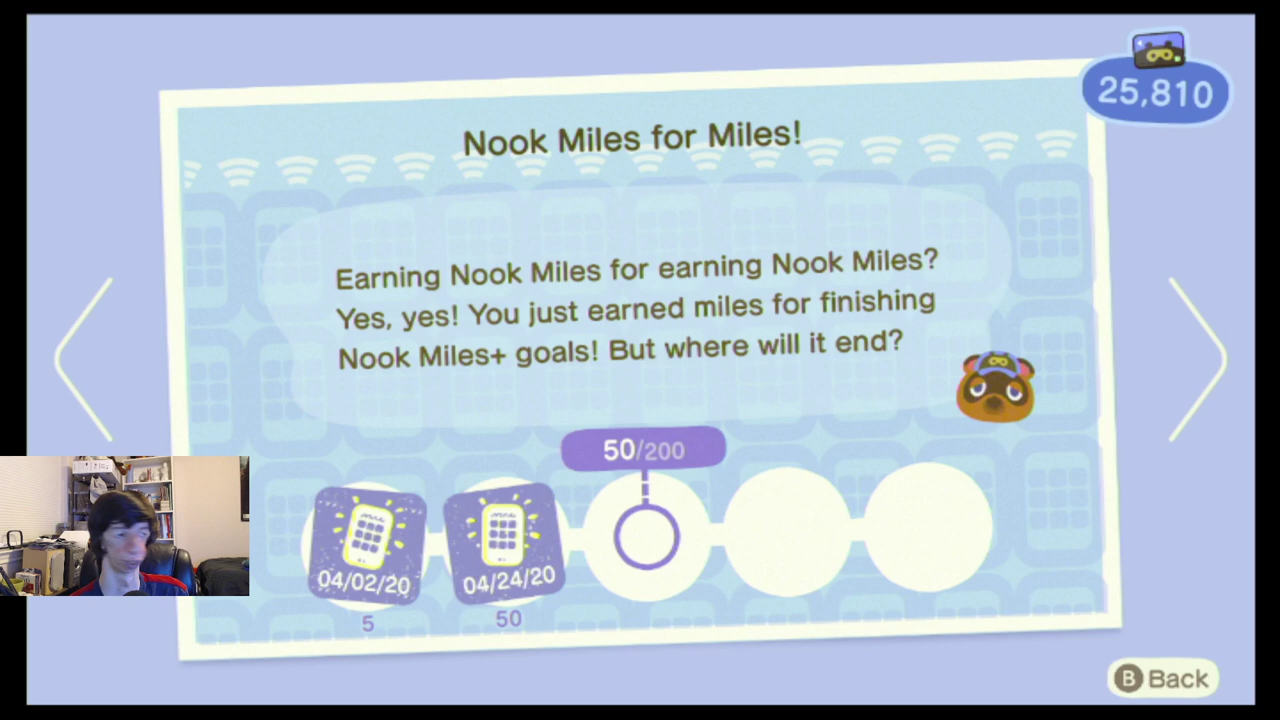 25,810
Nook Miles for Miles!
Earning Nook Miles for earning Nook Miles?
Yes, yes! You just earned miles for finishing
Nook Miles+ goals! But where will it end?
50/200
04/02/20
04/24/20
5
50
B Back